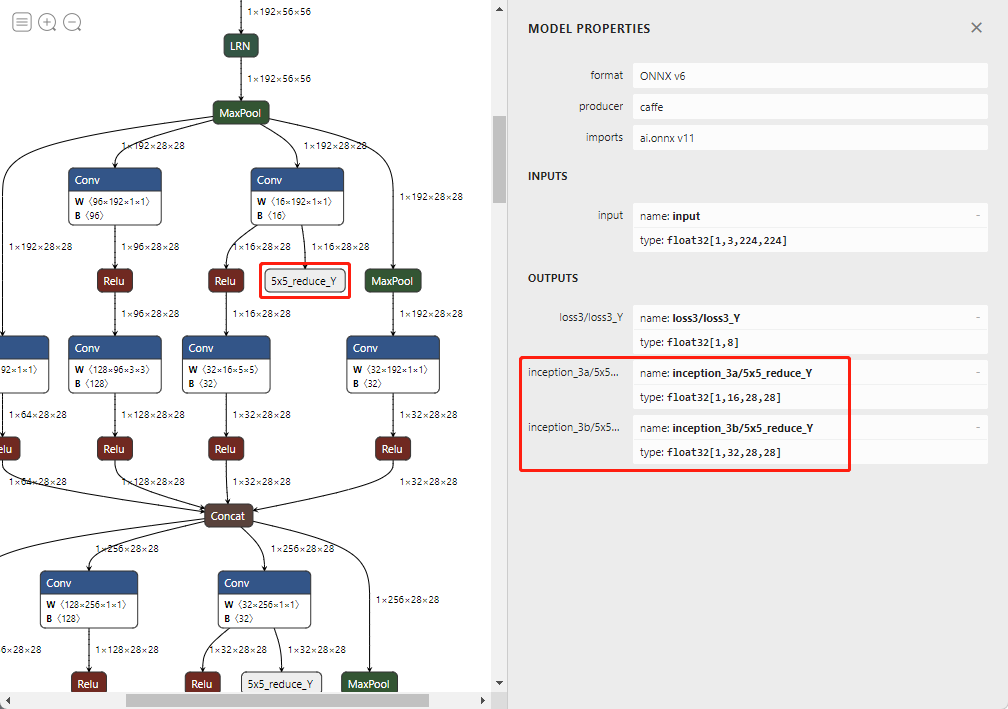 1×192×56×56
LRN
1×192×56×56
MaxPool
1×192×28×28
1×192×28×28
Conv
W ⟨96×192×1×1⟩
B ⟨96⟩
Conv
W ⟨16×192×1×1⟩
B ⟨16⟩
1×192×28×28
1×192×28×28
1×96×28×28
1×16×28×28
1×16×28×28
Relu
Relu
5x5_reduce_Y
MaxPool
1×96×28×28
1×16×28×28
1×192×28×28
92×1×1⟩
Conv
W ⟨128×96×3×3⟩
B ⟨128⟩
Conv
W ⟨32×16×5×5⟩
B ⟨32⟩
Conv
W ⟨32×192×1×1⟩
B ⟨32⟩
1×64×28×28
1×128×28×28
1×32×28×28
1×32×28×28
elu
Relu
Relu
Relu
1×64×28×28
1×128×28×28
1×32×28×28
1×32×28×28
Concat
1×256×28×28
1×256×28×28
Conv
W ⟨128×256×1×1⟩
B ⟨128⟩
Conv
W ⟨32×256×1×1⟩
B ⟨32⟩
1×256×28×28
6×28×28
1×128×28×28
1×32×28×28
1×32×28×28
Relu
Relu
5x5_reduce_Y
MaxPool
MODEL PROPERTIES
×
format
ONNX v6
producer
caffe
imports
ai.onnx v11
INPUTS
input
name: input
-
type: float32[1,3,224,224]
OUTPUTS
loss3/loss3_Y
name: loss3/loss3_Y
-
type: float32[1,8]
inception_3a/5x5...
name: inception_3a/5x5_reduce_Y
-
type: float32[1,16,28,28]
inception_3b/5x5...
name: inception_3b/5x5_reduce_Y
-
type: float32[1,32,28,28]